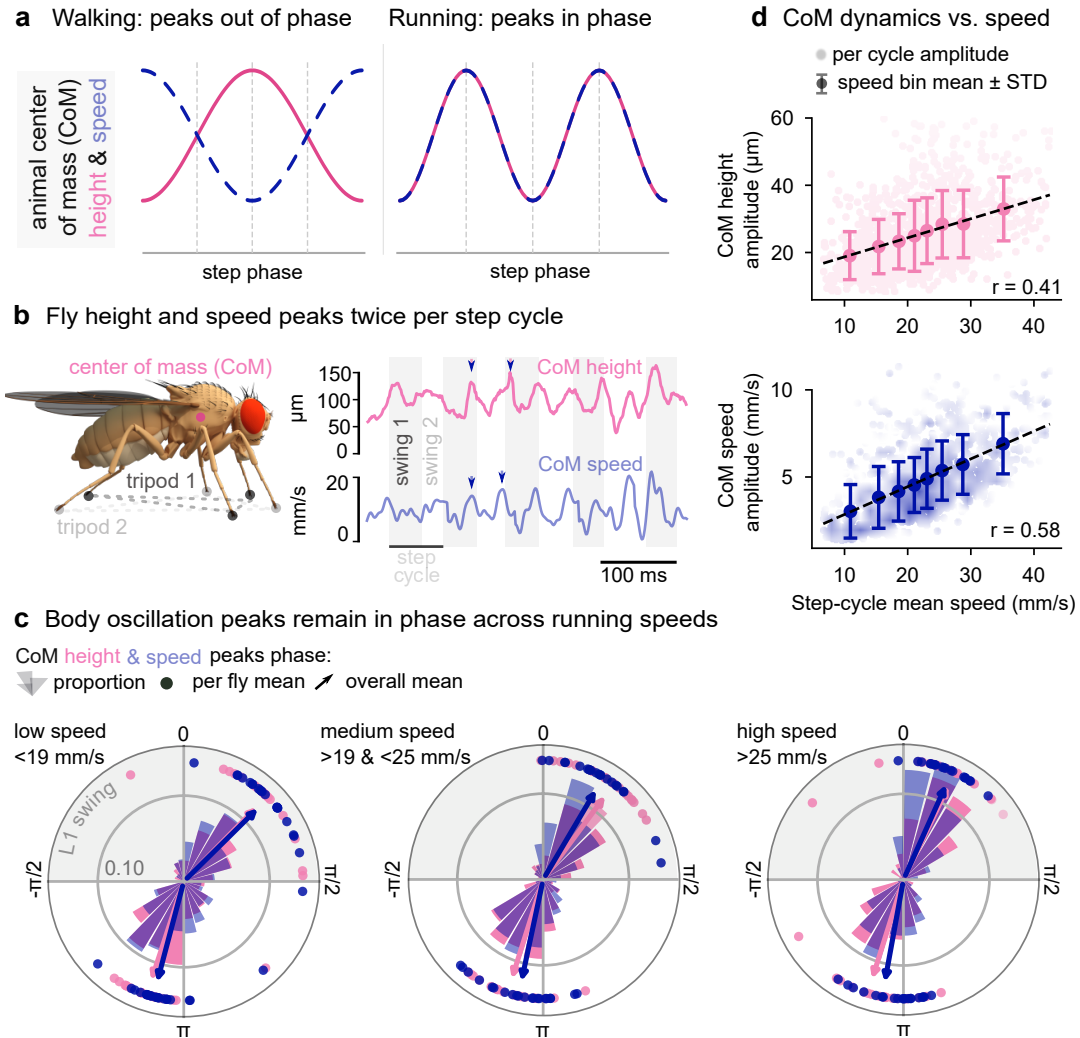 a Walking: peaks out of phase
Running: peaks in phase
animal center
of mass (CoM)
height & speed
step phase
step phase
b Fly height and speed peaks twice per step cycle
center of mass (CoM)
tripod 1
tripod 2
CoM height
150
100
50
0
μm
swing 1
swing 2
CoM speed
20
0
mm/s
step
cycle
100 ms
c Body oscillation peaks remain in phase across running speeds
CoM height & speed peaks phase:
proportion
per fly mean
overall mean
low speed
<19 mm/s
0
L1 swing
0.10
-π/2
π/2
π
medium speed
>19 & <25 mm/s
0
-π/2
π/2
π
high speed
>25 mm/s
0
-π/2
π/2
π
d CoM dynamics vs. speed
per cycle amplitude
speed bin mean ± STD
CoM height
amplitude (μm)
60
40
20
r = 0.41
10 20 30 40
CoM speed
amplitude (mm/s)
10
5
r = 0.58
10 20 30 40
Step-cycle mean speed (mm/s)